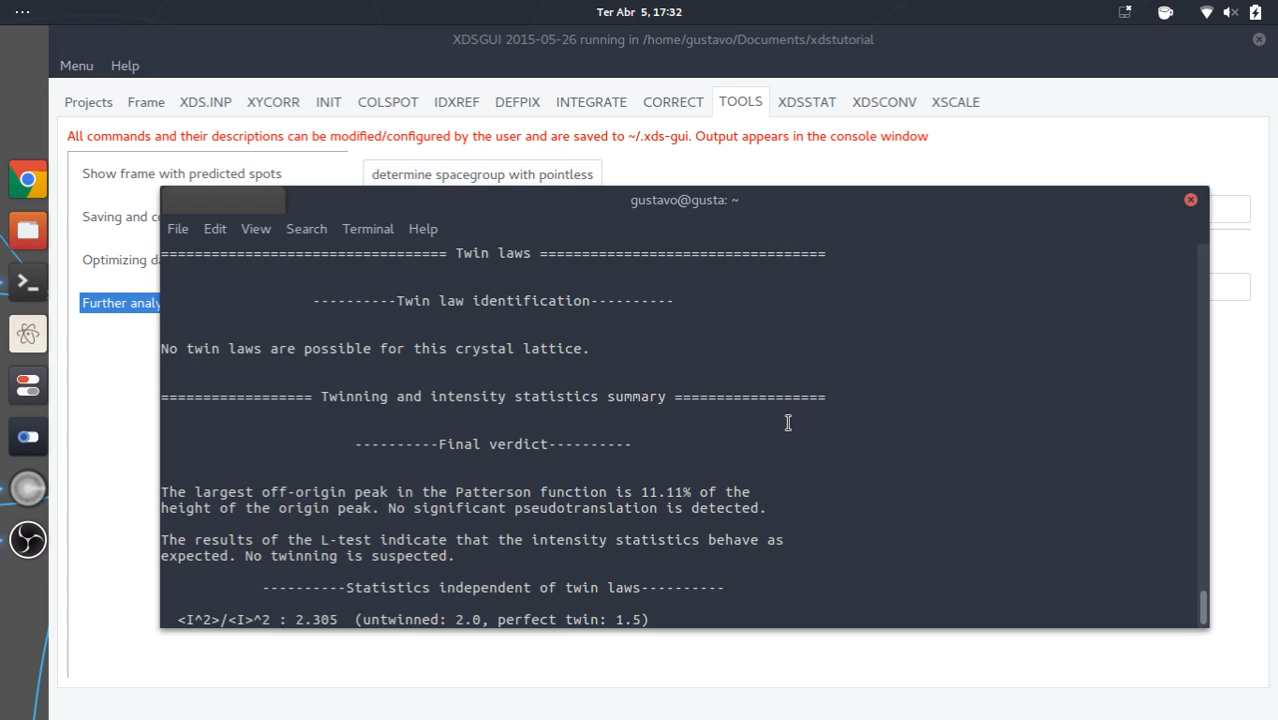 Ter Abr 5, 17:32
XDSGUI 2015-05-26 running in /home/gustavo/Documents/xdstutorial
Menu Help
Projects Frame XDS.INP XYCORR INIT COLSPOT IDXREF DEFPIX INTEGRATE CORRECT TOOLS XDSSTAT XDSCONV XSCALE
All commands and their descriptions can be modified/configured by the user and are saved to ~/.xds-gui. Output appears in the console window
Show frame with predicted spots
determine spacegroup with pointless
Saving and co
Optimizing da
Further analy
gustavo@gusta: ~
File Edit View Search Terminal Help
================================== Twin laws ==================================
----------Twin law identification----------
No twin laws are possible for this crystal lattice.
================== Twinning and intensity statistics summary ==================
----------Final verdict----------
The largest off-origin peak in the Patterson function is 11.11% of the
height of the origin peak. No significant pseudotranslation is detected.
The results of the L-test indicate that the intensity statistics behave as
expected. No twinning is suspected.
----------Statistics independent of twin laws----------
<I^2>/<I>^2 : 2.305 (untwinned: 2.0, perfect twin: 1.5)